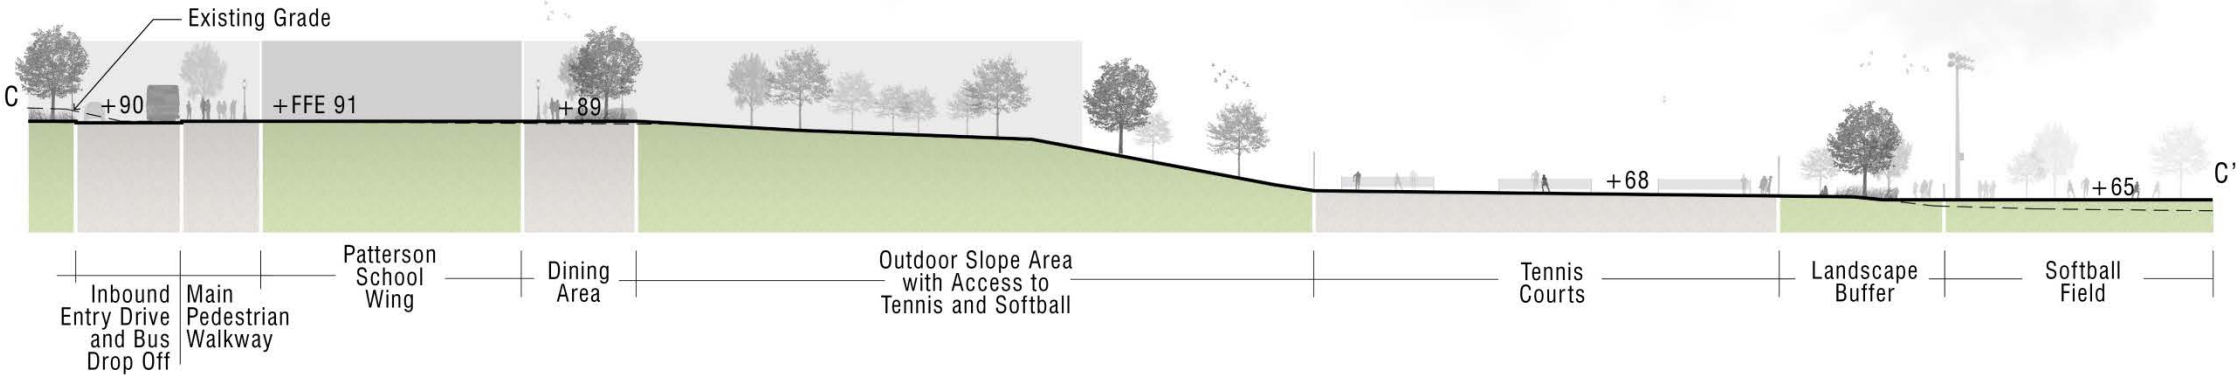 Existing Grade
C
+90
+FFE 91
+89
+68
+65
C'
Inbound
Entry Drive
and Bus
Drop Off
Main
Pedestrian
Walkway
Patterson
School
Wing
Dining
Area
Outdoor Slope Area
with Access to
Tennis and Softball
Tennis
Courts
Landscape
Buffer
Softball
Field